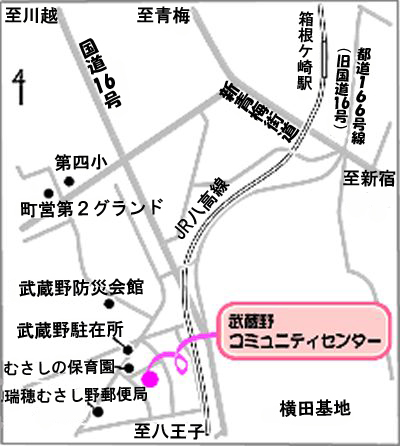 至川越
至青梅
箱根ケ崎駅
都道166号線
（旧国道16号）
国道16号
4
新青梅街道
第四小
至新宿
町営第２グランド
JR八高線
武蔵野防災会館
武蔵野駐在所
武蔵野
コミュニティセンター
むさしの保育園
瑞穂むさし野郵便局
横田基地
至八王子